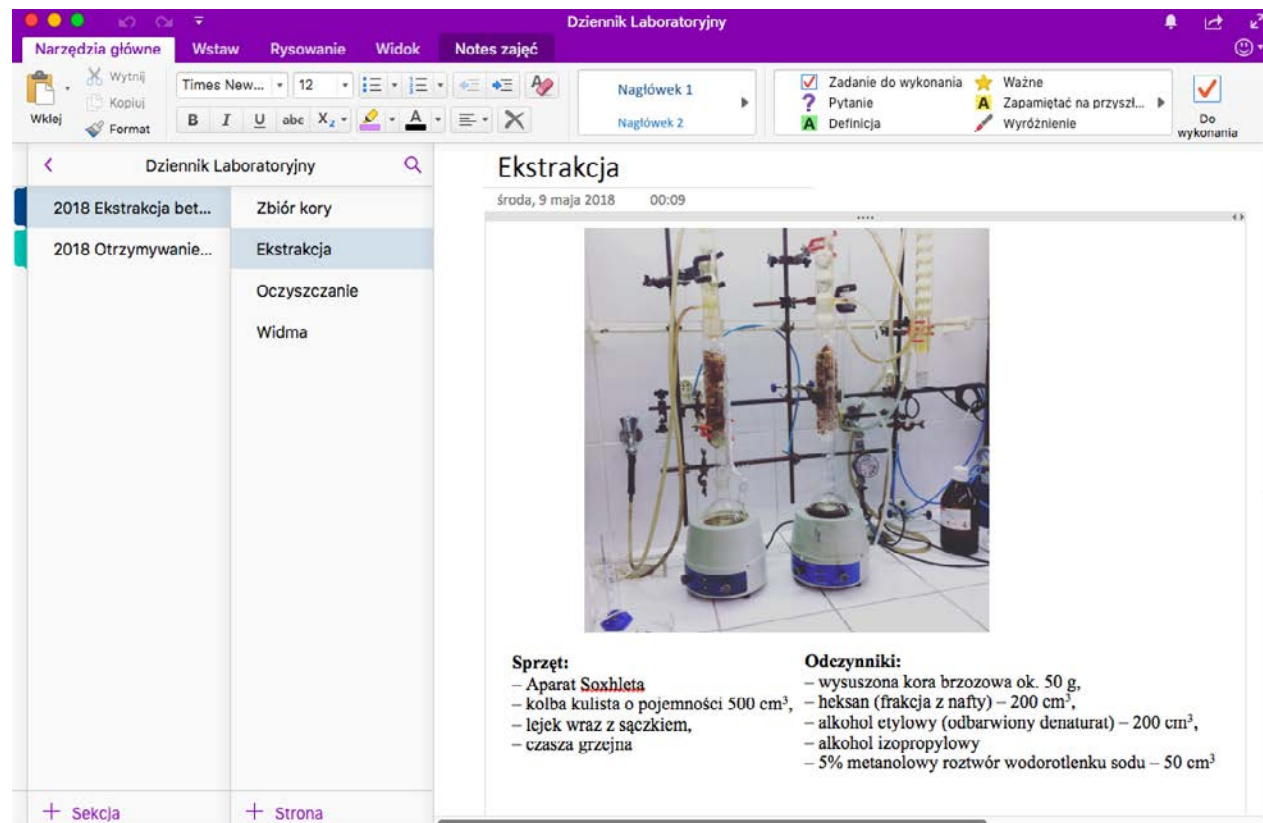 Dziennik Laboratoryjny
Narzędzia główne Wstaw Rysowanie Widok Notes zajęć
Wklej
Wytnij
Kopiuj
Format
Times New... 12
B I U abc X₂ A
Nagłówek 1
Nagłówek 2
Zadanie do wykonania
Pytanie
A Definicja
Ważne
A Zapamiętać na przyszł...
Wyróżnienie
Do
wykonania
Dziennik Laboratoryjny
2018 Ekstrakcja bet...
2018 Otrzymywanie...
Zbiór kory
Ekstrakcja
Oczyszczanie
Widma
+ Sekcja
+ Strona
Ekstrakcja
środa, 9 maja 2018 00:09
Sprzęt:
– Aparat Soxhleta
– kolba kulista o pojemności 500 cm³,
– lejek wraz z sączkiem,
– czasza grzejna
Odczynniki:
– wysuszona kora brzozowa ok. 50 g,
– heksan (frakcja z nafty) – 200 cm³,
– alkohol etylowy (odbarwiony denaturat) – 200 cm³,
– alkohol izopropylowy
– 5% metanolowy roztwór wodorotlenku sodu – 50 cm³